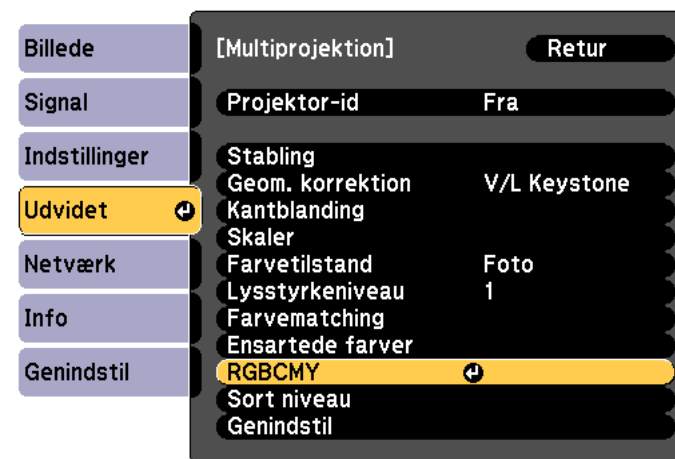 Billede
Signal
Indstillinger
Udvidet
Netværk
Info
Genindstil
[Multiprojektion] Retur
Projektor-id Fra
Stabling
Geom. korrektion V/L Keystone
Kantblanding
Skaler
Farvetilstand Foto
Lysstyrkeniveau 1
Farvematching
Ensartede farver
RGBCMY
Sort niveau
Genindstil